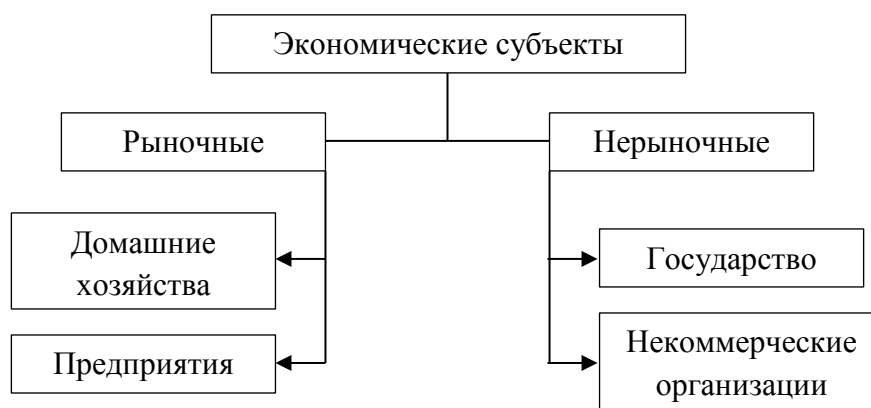 Экономические субъекты
Рыночные
Нерыночные
Домашние
хозяйства
Государство
Предприятия
Некоммерческие
организации